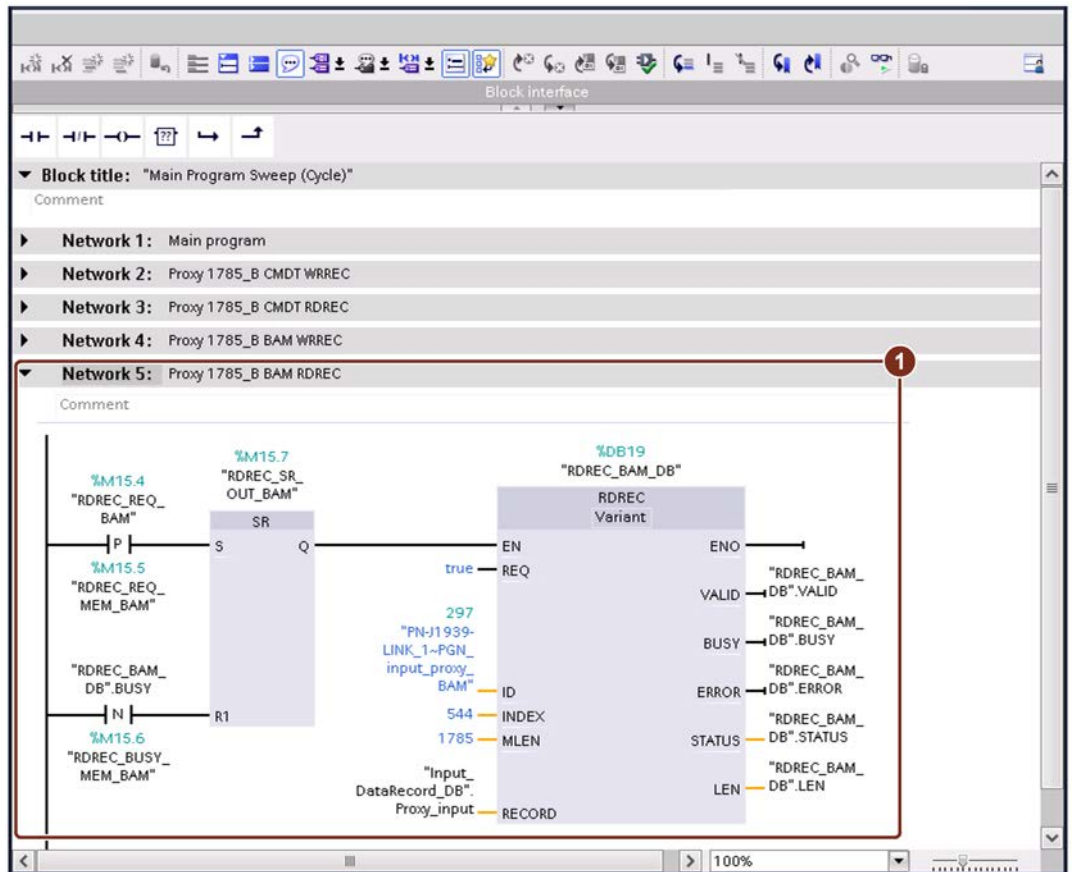 Block interface
Block title: "Main Program Sweep (Cycle)"
Comment
Network 1: Main program
Network 2: Proxy 1785_B CMDT WRREC
Network 3: Proxy 1785_B CMDT RDREC
Network 4: Proxy 1785_B BAM WRREC
1
Network 5: Proxy 1785_B BAM RDREC
Comment
%M15.4
"RDREC_REQ_
BAM"
P
%M15.5
"RDREC_REQ_
MEM_BAM"
"RDREC_BAM_
DB".BUSY
N
%M15.6
"RDREC_BUSY_
MEM_BAM"
%M15.7
"RDREC_SR_
OUT_BAM"
SR
S Q
R1
%DB19
"RDREC_BAM_DB"
RDREC
Variant
EN ENO
true REQ
297
"PN-J1939-
LINK_1~PGN_
input_proxy_
BAM" ID
544 INDEX
1785 MLEN
"Input_
DataRecord_DB".
Proxy_input RECORD
"RDREC_BAM_
VALID DB".VALID
"RDREC_BAM_
BUSY DB".BUSY
"RDREC_BAM_
ERROR DB".ERROR
"RDREC_BAM_
STATUS DB".STATUS
"RDREC_BAM_
LEN DB".LEN
100%